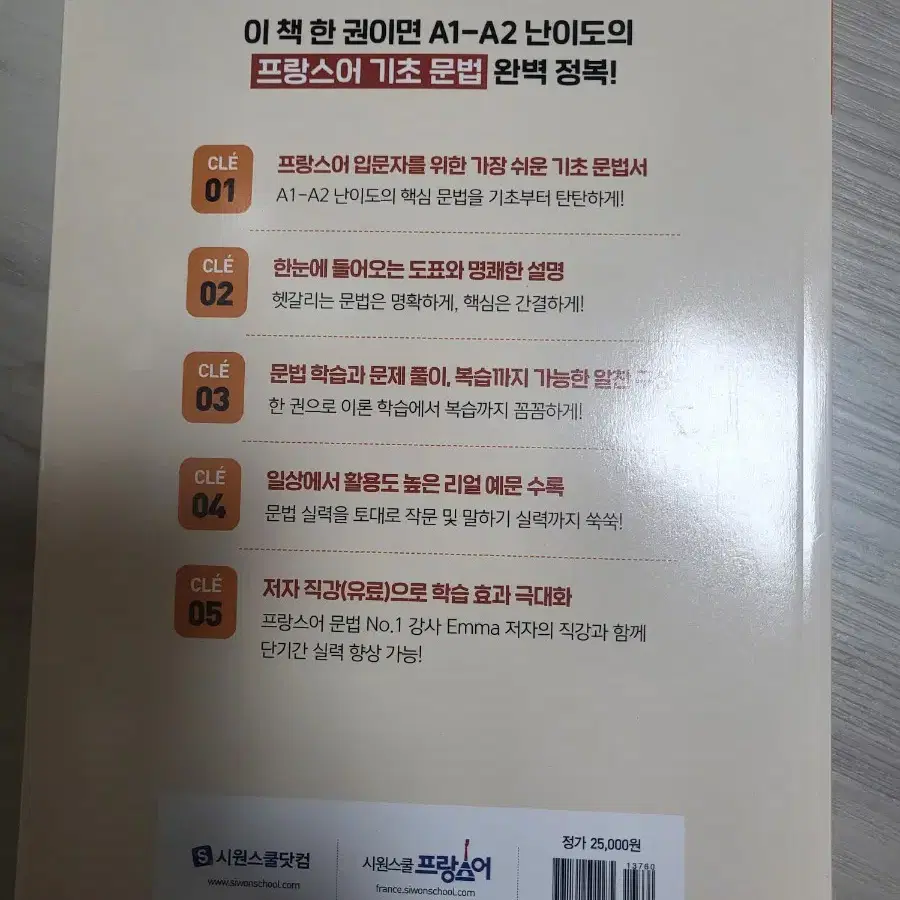 이 책 한 권이면 A1-A2 난이도의
프랑스어 기초 문법 완벽 정복!
CLÉ
01
프랑스어 입문자를 위한 가장 쉬운 기초 문법서
A1-A2 난이도의 핵심 문법을 기초부터 탄탄하게!
CLÉ
02
한눈에 들어오는 도표와 명쾌한 설명
헷갈리는 문법은 명확하게, 핵심은 간결하게!
CLÉ
03
문법 학습과 문제 풀이, 복습까지 가능한 알찬
한 권으로 이론 학습에서 복습까지 꼼꼼하게!
CLÉ
04
일상에서 활용도 높은 리얼 예문 수록
문법 실력을 토대로 작문 및 말하기 실력까지 쑥쑥!
CLÉ
05
저자 직강(유료)으로 학습 효과 극대화
프랑스어 문법 No.1 강사 Emma 저자의 직강과 함께
단기간 실력 향상 가능!
S 시원스쿨닷컴
www.siwonschool.com
시원스쿨 프랑스어
france.siwonschool.com
정가 25,000원
13760